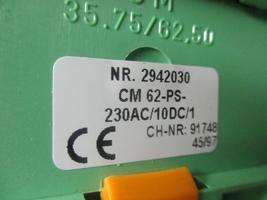 M
35.75/62,50
NR. 2942030
CM 62-PS-
230AC/10DC/1
CH-NR: 91748
45/97
CE